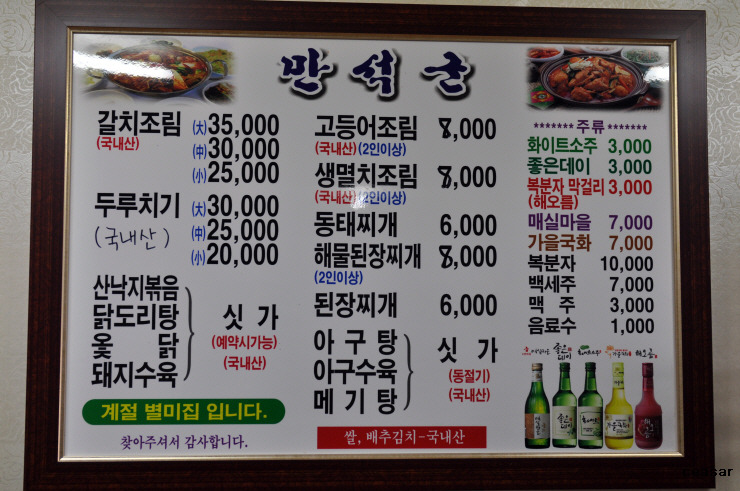 만석군
갈치조림 (大) 35,000
(국내산) (中) 30,000
(小) 25,000
두루치기 (大) 30,000
(국내산) (中) 25,000
(小) 20,000
산낙지볶음
닭도리탕
옻 닭
돼지수육
싯 가
(예약시가능)
(국내산)
계절 별미집 입니다.
찾아주셔서 감사합니다.
고등어조림 8,000
(국내산)(2인이상)
생멸치조림 8,000
(국내산)(2인이상)
동태찌개 6,000
해물된장찌개 8,000
(2인이상)
된장찌개 6,000
아 구 탕
아구수육
메 기 탕
싯 가
(동절기)
(국내산)
쌀, 배추김치-국내산
******* 주류 *******
화이트소주 3,000
좋은데이 3,000
복분자 막걸리 3,000
(해오름)
매실마을 7,000
가을국화 7,000
복분자 10,000
백세주 7,000
맥 주 3,000
음료수 1,000
좋은데이